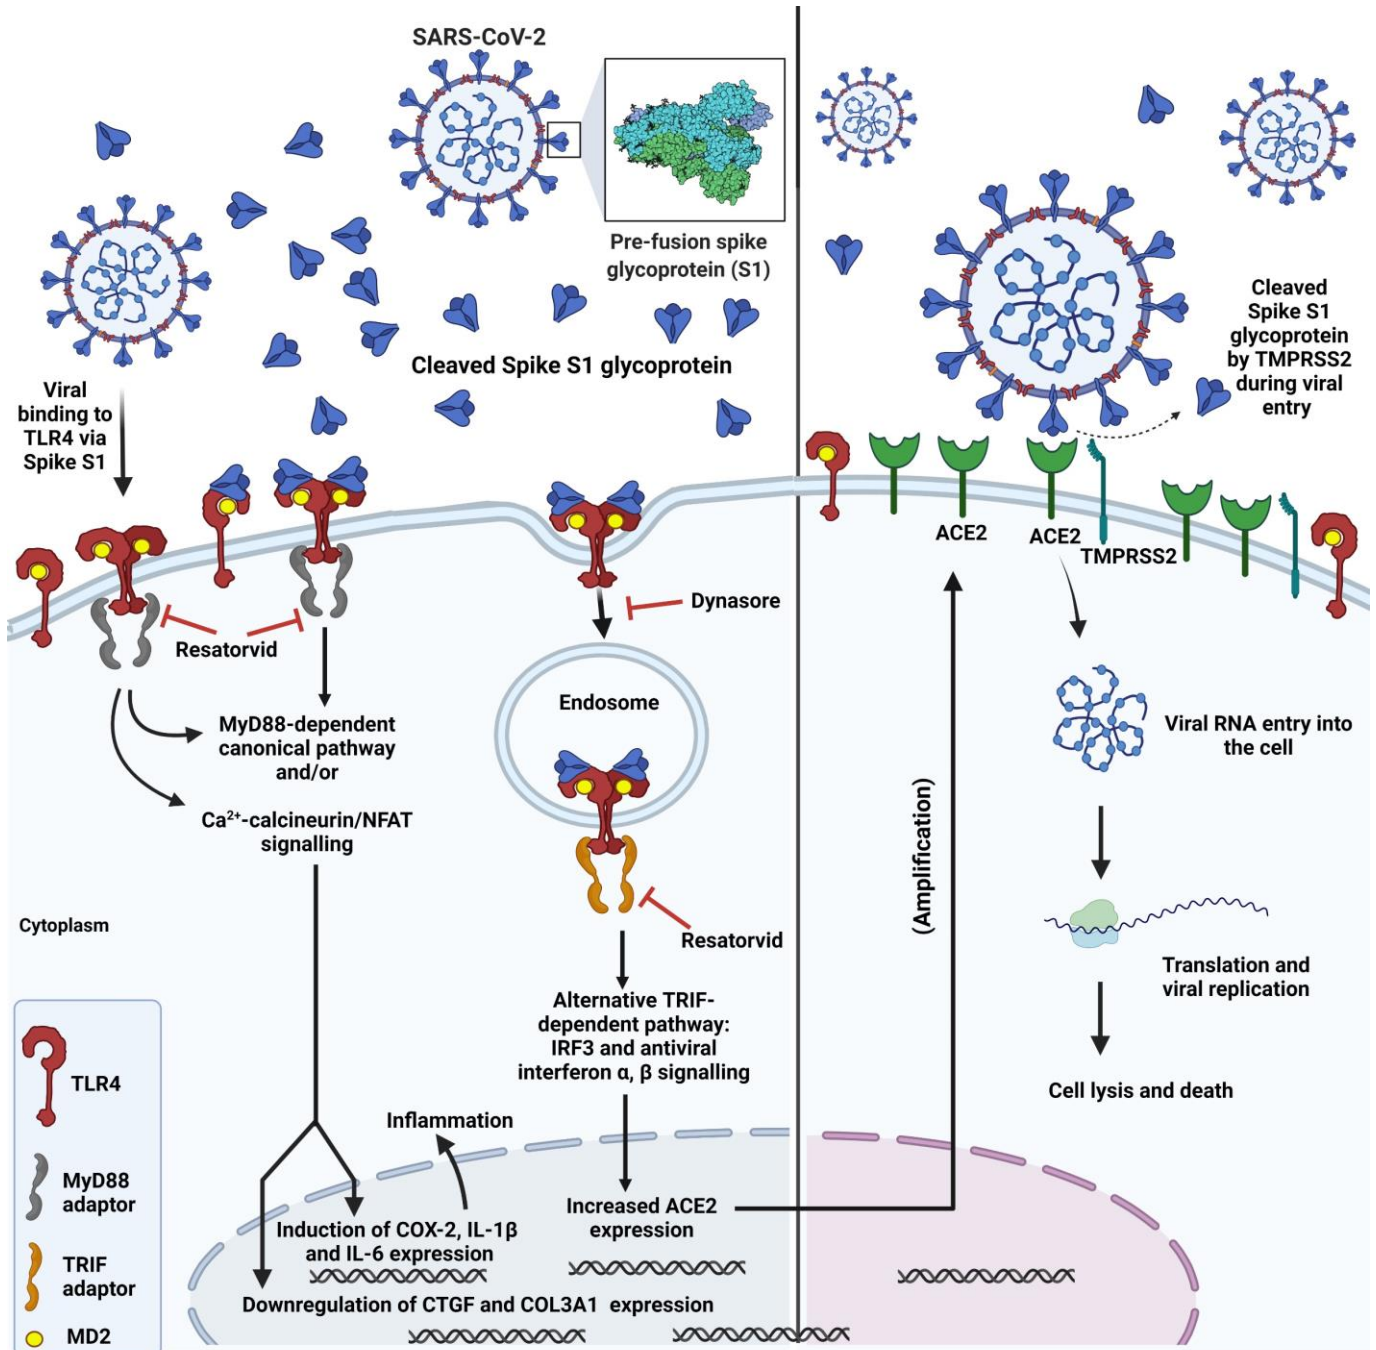 SARS-CoV-2
Pre-fusion spike
glycoprotein (S1)
Cleaved Spike S1 glycoprotein
Viral
binding to
TLR4 via
Spike S1
Resatorvid
MyD88-dependent
canonical pathway
and/or
Ca²⁺-calcineurin/NFAT
signalling
Dynasore
Endosome
Resatorvid
Alternative TRIF-
dependent pathway:
IRF3 and antiviral
interferon α, β signalling
Cytoplasm
Inflammation
Induction of COX-2, IL-1β
and IL-6 expression
Increased ACE2
expression
Downregulation of CTGF and COL3A1 expression
TLR4
MyD88
adaptor
TRIF
adaptor
MD2
Cleaved
Spike S1
glycoprotein
by TMPRSS2
during viral
entry
ACE2
ACE2
TMPRSS2
(Amplification)
Viral RNA entry into
the cell
Translation and
viral replication
Cell lysis and death